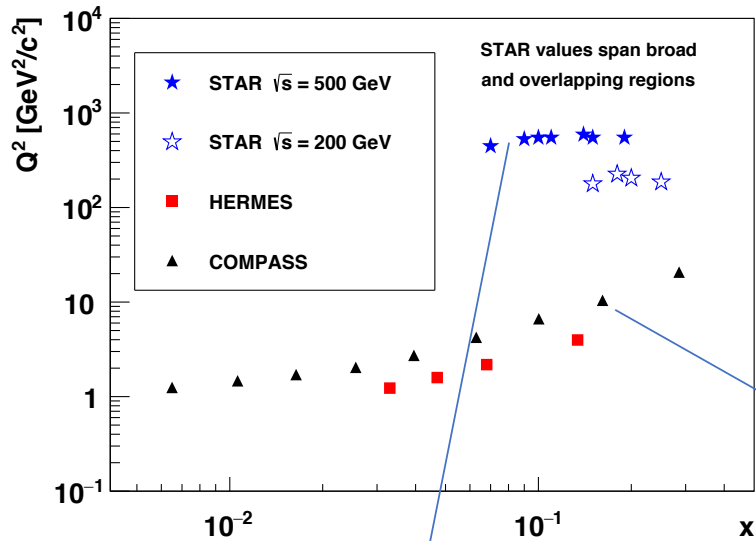 Q² [GeV²/c²]
10⁴
10³
10²
10
1
10⁻¹
STAR √s = 500 GeV
STAR √s = 200 GeV
HERMES
COMPASS
STAR values span broad
and overlapping regions
10⁻²
10⁻¹
x